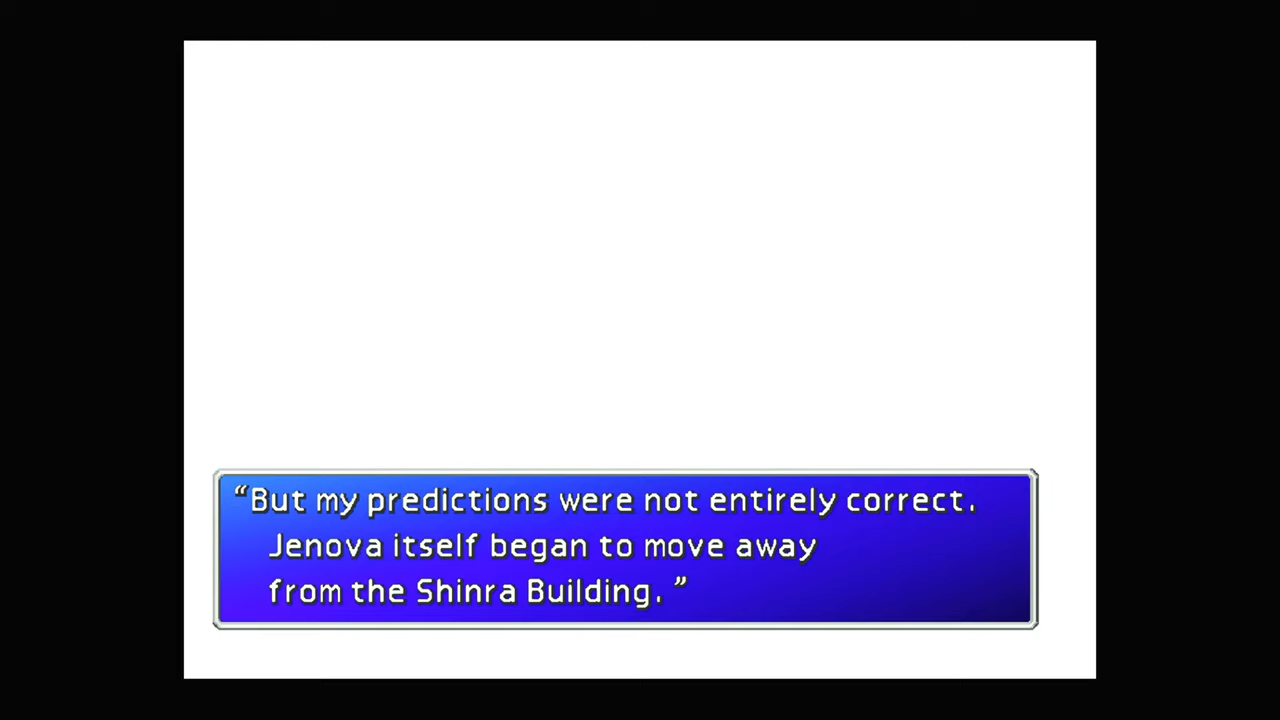 “But my predictions were not entirely correct.
Jenova itself began to move away
from the Shinra Building. ”